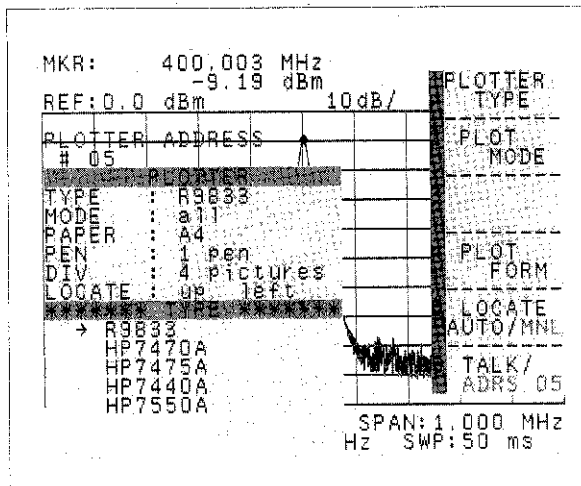 MKR: 400.003 MHz
-9.19 dBm
REF:0.0 dBm 10dB/
PLOTTER ADDRESS
# 05
PLOTTER
TYPE : R9833
MODE : all
PAPER : A4
PEN : 1 pen
DIV : 4 pictures
LOCATE : up left
******* TYPE *******
→ R9833
HP7470A
HP7475A
HP7440A
HP7550A
PLOTTER
TYPE
PLOT
MODE
PLOT
FORM
LOCATE
AUTO/MNL
TALK/
ADRS 05
SPAN:1.000 MHz
Hz SWP:50 ms